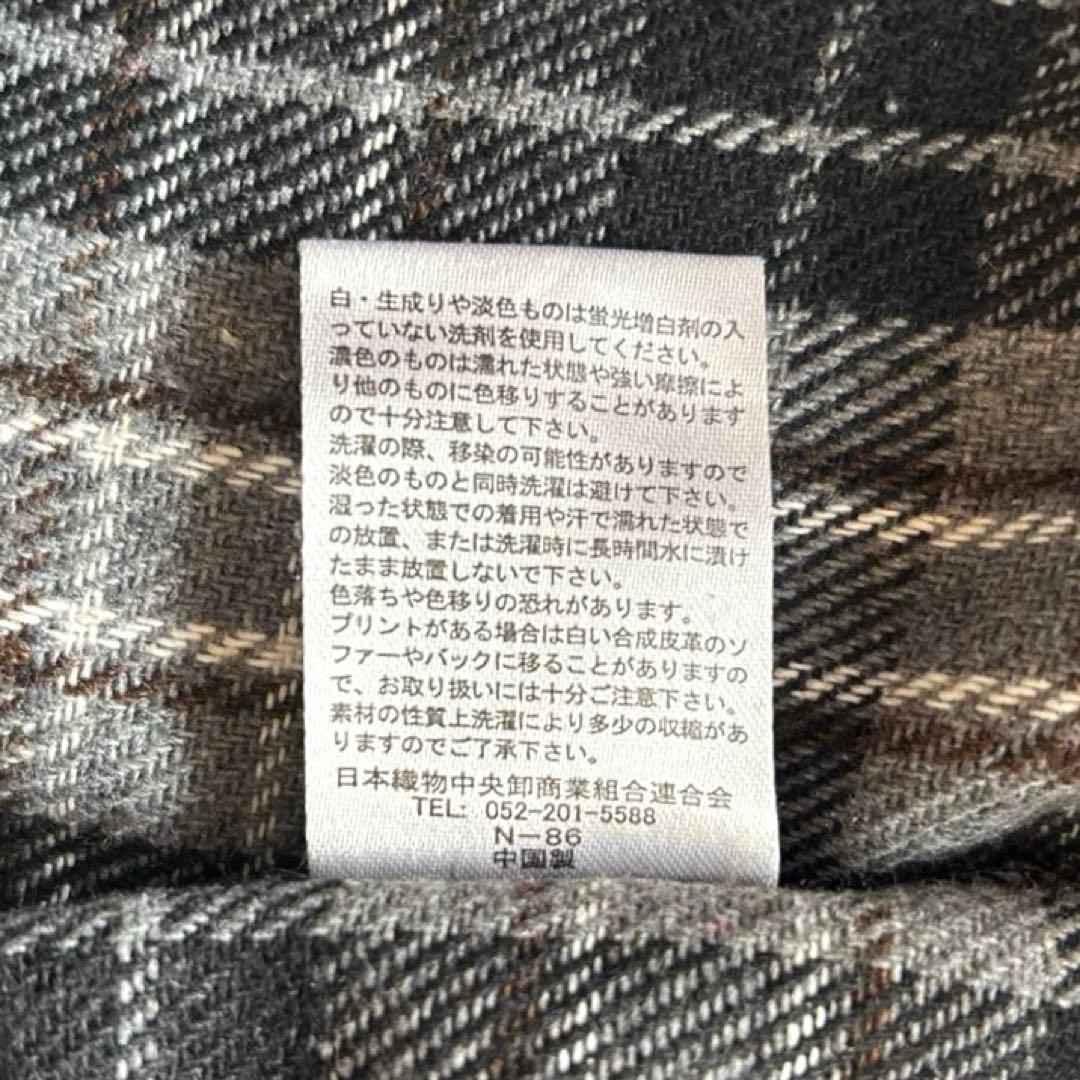 白・生成りや淡色ものは蛍光増白剤の入
っていない洗剤を使用してください。
濃色のものは濡れた状態や強い摩擦によ
り他のものに色移りすることがあります
ので十分注意して下さい。
洗濯の際、移染の可能性がありますので
淡色のものと同時洗濯は避けて下さい。
湿った状態での着用や汗で濡れた状態で
の放置、または洗濯時に長時間水に漬け
たまま放置しないで下さい。
色落ちや色移りの恐れがあります。
プリントがある場合は白い合成皮革のソ
ファーやバックに移ることがありますの
で、お取り扱いには十分ご注意下さい。
素材の性質上洗濯により多少の収縮があ
りますのでご了承下さい。
日本織物中央卸商業組合連合会
TEL: 052-201-5588
N-86
中国製